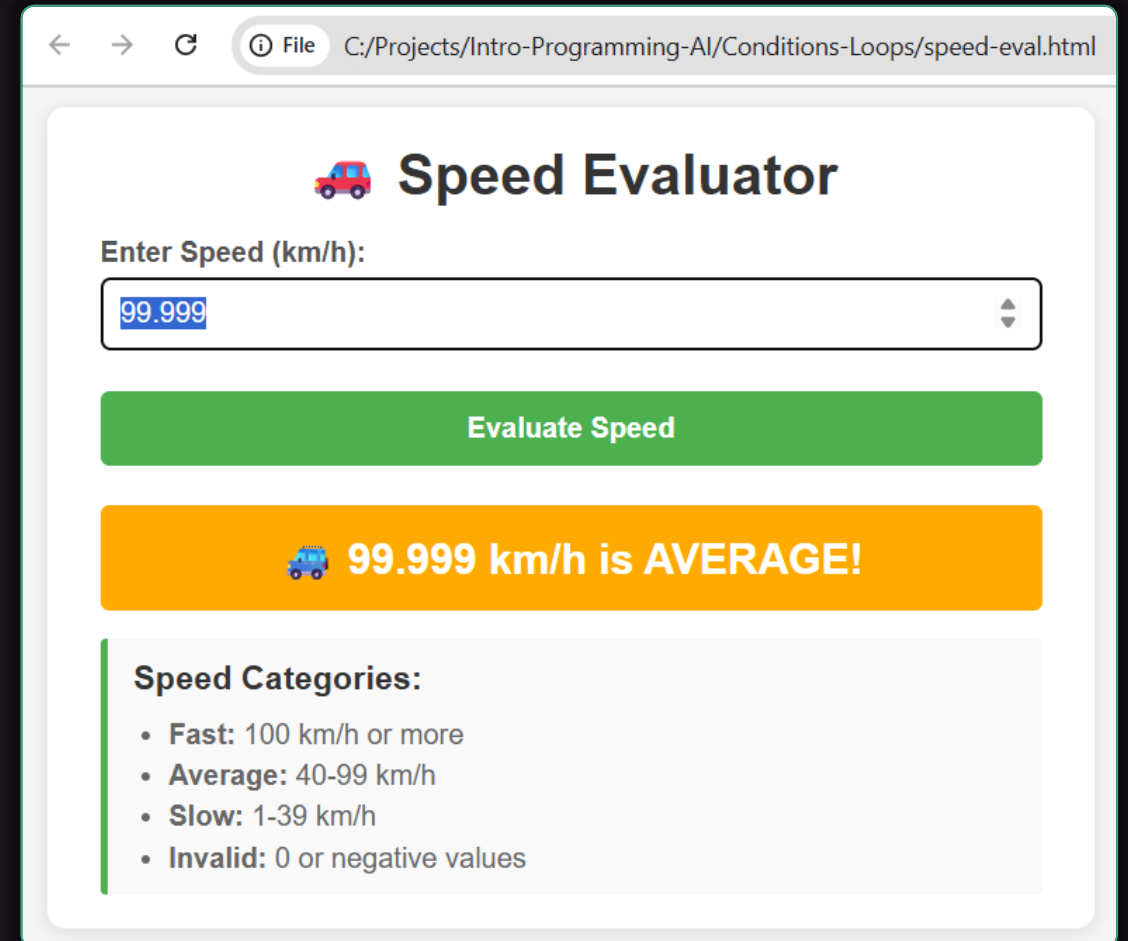 File C:/Projects/Intro-Programming-AI/Conditions-Loops/speed-eval.html
Speed Evaluator
Enter Speed (km/h):
99.999
Evaluate Speed
99.999 km/h is AVERAGE!
Speed Categories:
• Fast: 100 km/h or more
• Average: 40-99 km/h
• Slow: 1-39 km/h
• Invalid: 0 or negative values